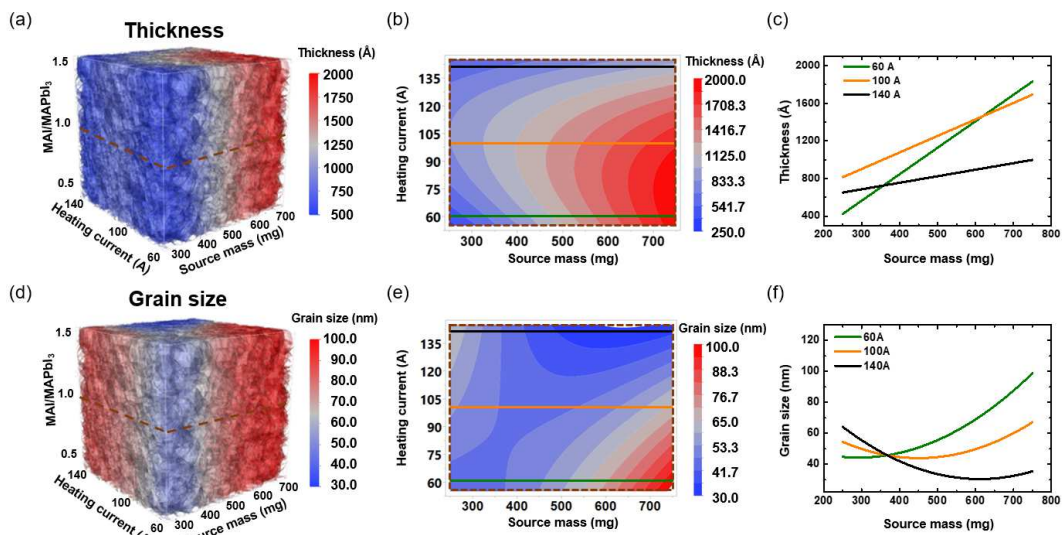 (a)
Thickness
MAI/MAPbI3
1.5
1.0
0.5
140
100
60
Heating current (A)
300
400
500
600
700
Source mass (mg)
Thickness (Å)
2000
1750
1500
1250
1000
750
500
(b)
Heating current (A)
135
120
105
90
75
60
300 400 500 600 700
Source mass (mg)
Thickness (Å)
2000.0
1708.3
1416.7
1125.0
833.3
541.7
250.0
(c)
60 A
100 A
140 A
Thickness (Å)
2000
1600
1200
800
400
200 300 400 500 600 700 800
Source mass (mg)
(d)
Grain size
MAI/MAPbI3
1.5
1.0
0.5
140
100
60
Heating current (A
300
400
500
600
700
Source mass (mg)
Grain size (nm)
100.0
90.0
80.0
70.0
60.0
50.0
40.0
30.0
(e)
Heating current (A)
135
120
105
90
75
60
300 400 500 600 700
Source mass (mg)
Grain size (nm)
100.0
88.3
76.7
65.0
53.3
41.7
30.0
(f)
60A
100A
140A
Grain size (nm)
120
100
80
60
40
200 300 400 500 600 700 800
Source mass (mg)